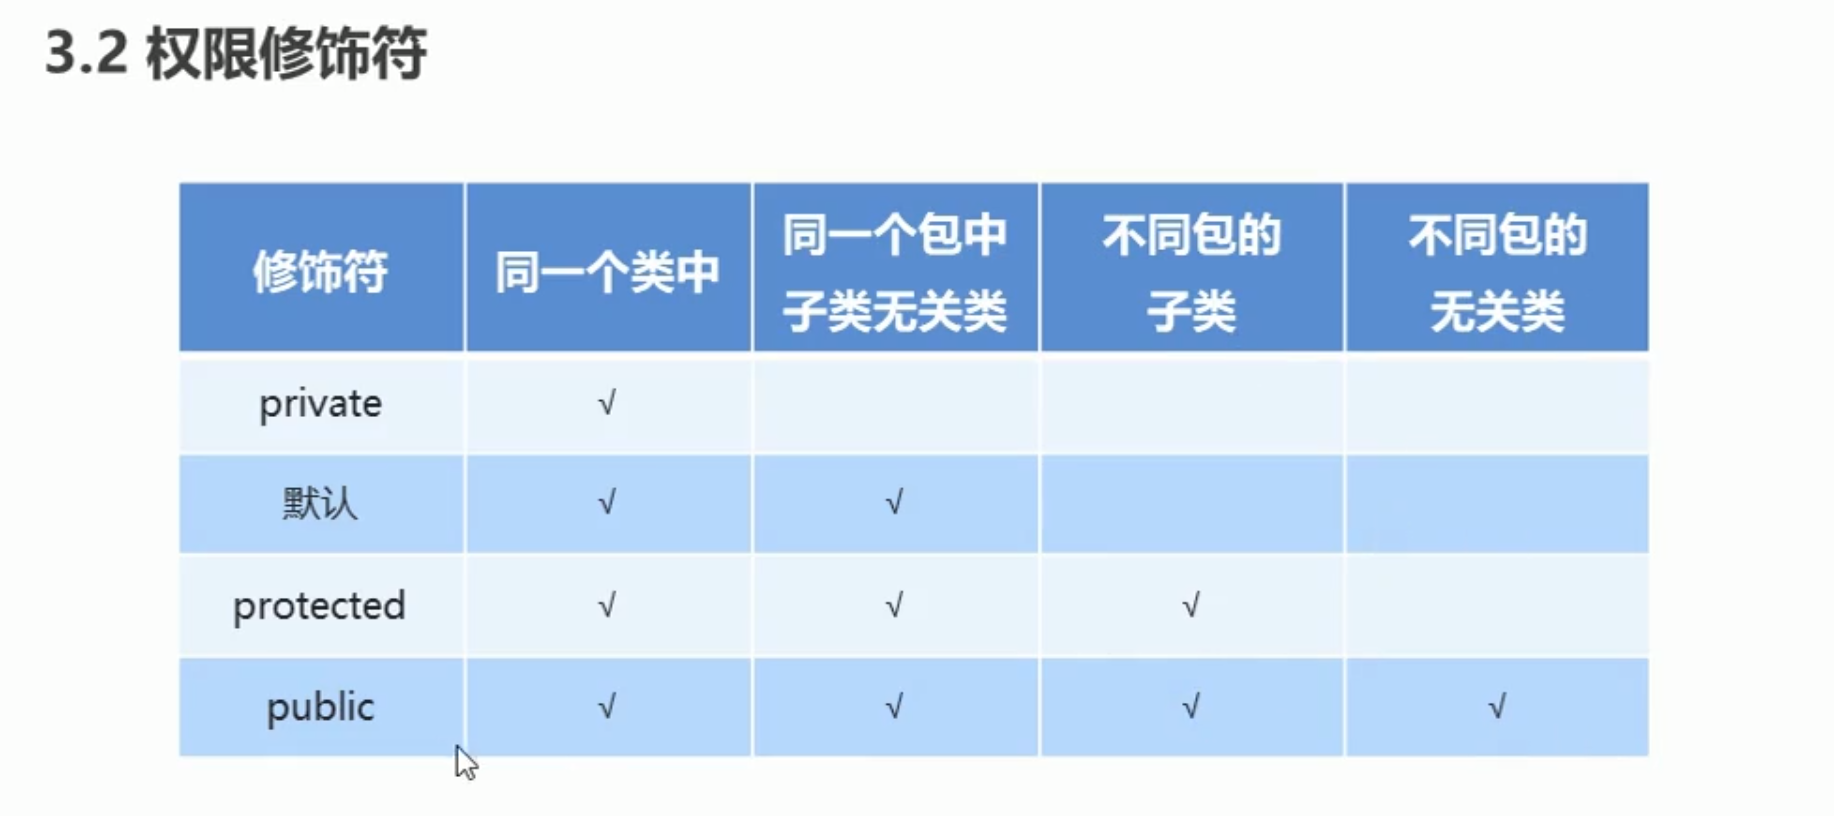 3.2 权限修饰符
修饰符 同一个类中 同一个包中 不同包的 不同包的
子类无关类 子类 无关类
private √
默认 √ √
protected √ √ √
public √ √ √ √